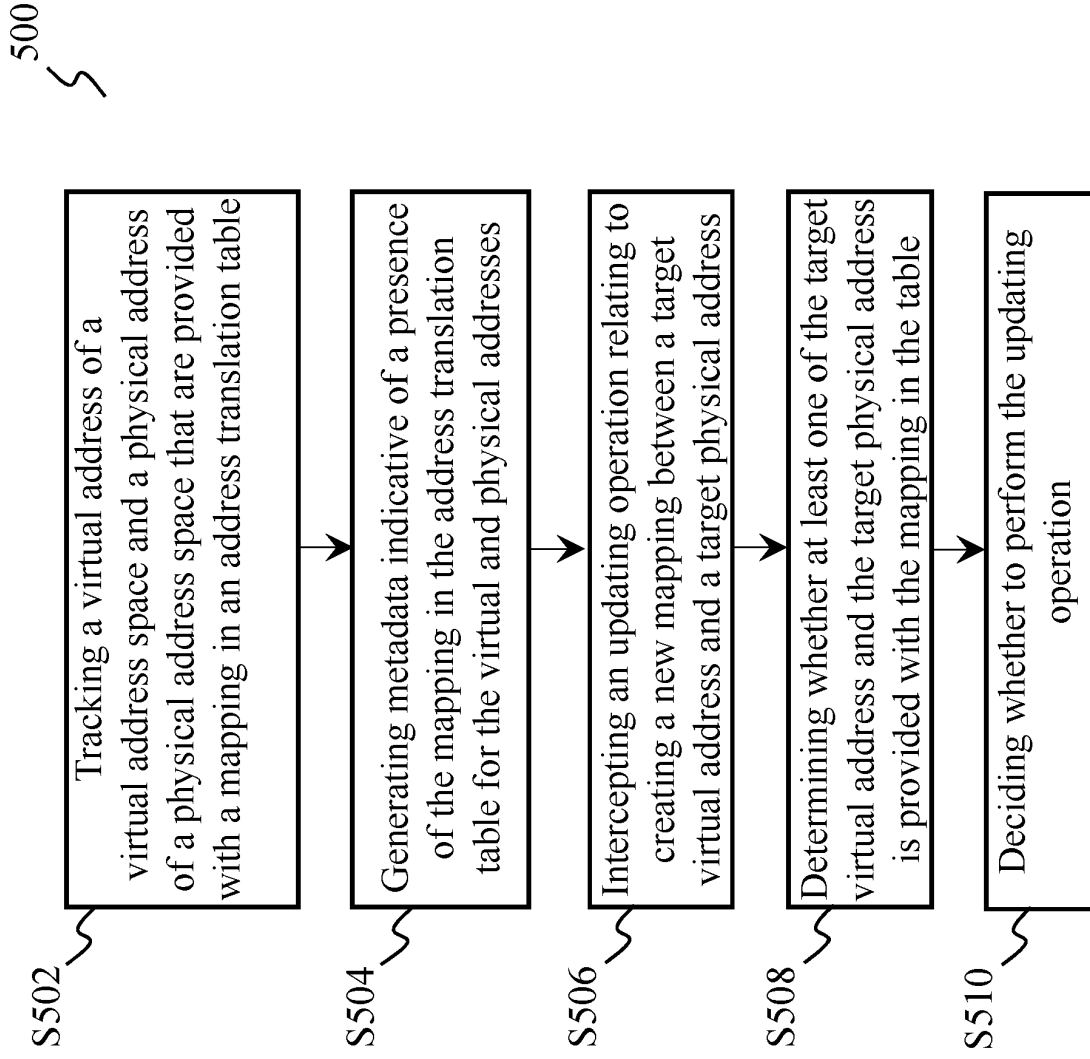 500
S502
Tracking a virtual address of a
virtual address space and a physical address
of a physical address space that are provided
with a mapping in an address translation table
S504
Generating metadata indicative of a presence
of the mapping in the address translation
table for the virtual and physical addresses
S506
Intercepting an updating operation relating to
creating a new mapping between a target
virtual address and a target physical address
S508
Determining whether at least one of the target
virtual address and the target physical address
is provided with the mapping in the table
S510
Deciding whether to perform the updating
operation